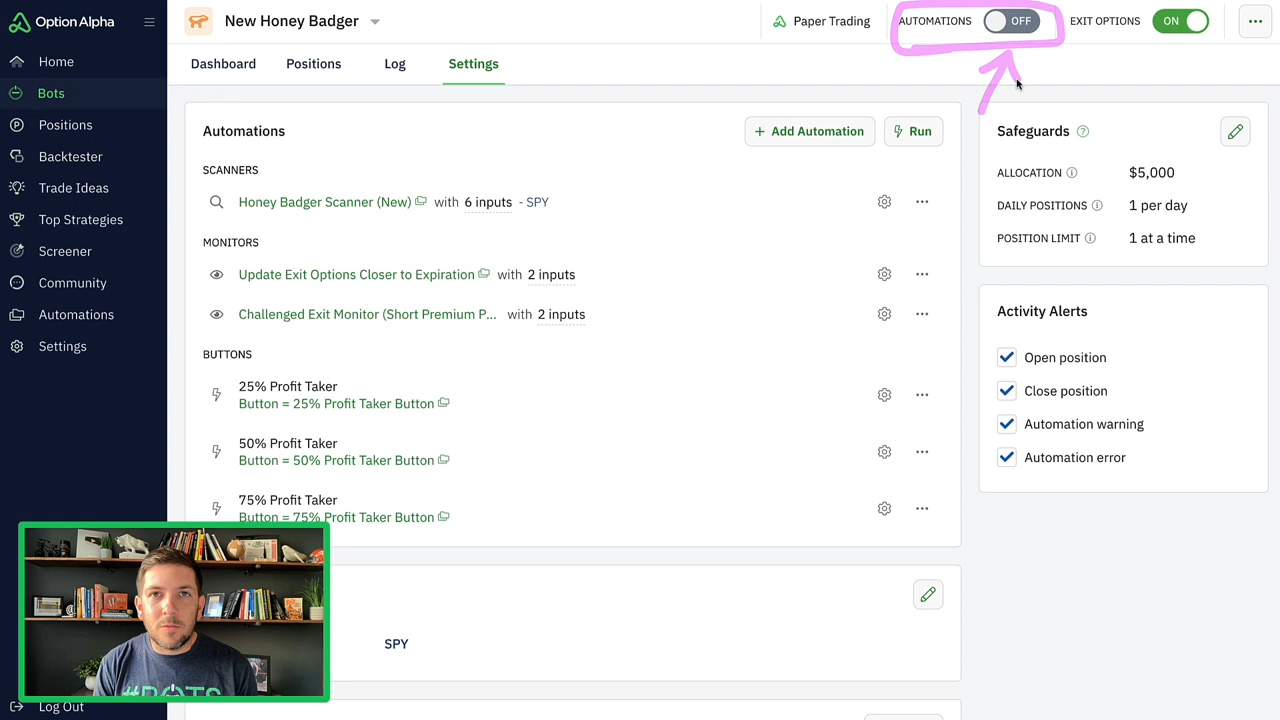 Option Alpha
Home
Bots
Positions
Backtester
Trade Ideas
Top Strategies
Screener
Community
Automations
Settings
Log Out
New Honey Badger
Paper Trading
AUTOMATIONS OFF
EXIT OPTIONS ON
Dashboard Positions Log Settings
Automations
+ Add Automation
Run
SCANNERS
Honey Badger Scanner (New) with 6 inputs - SPY
MONITORS
Update Exit Options Closer to Expiration with 2 inputs
Challenged Exit Monitor (Short Premium P... with 2 inputs
BUTTONS
25% Profit Taker
Button = 25% Profit Taker Button
50% Profit Taker
Button = 50% Profit Taker Button
75% Profit Taker
Button = 75% Profit Taker Button
SPY
Safeguards
ALLOCATION $5,000
DAILY POSITIONS 1 per day
POSITION LIMIT 1 at a time
Activity Alerts
Open position
Close position
Automation warning
Automation error